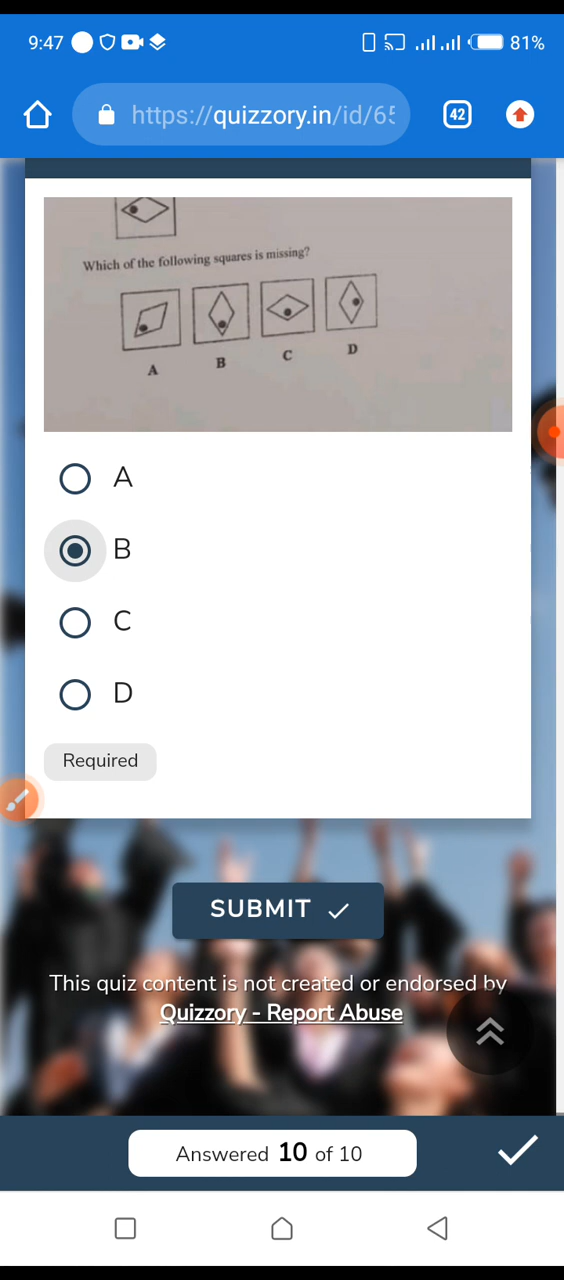 9:47
81%
https://quizzory.in/id/65
42
Which of the following squares is missing?
A
B
C
D
A
B
C
D
Required
SUBMIT
This quiz content is not created or endorsed by
Quizzory - Report Abuse
Answered 10 of 10